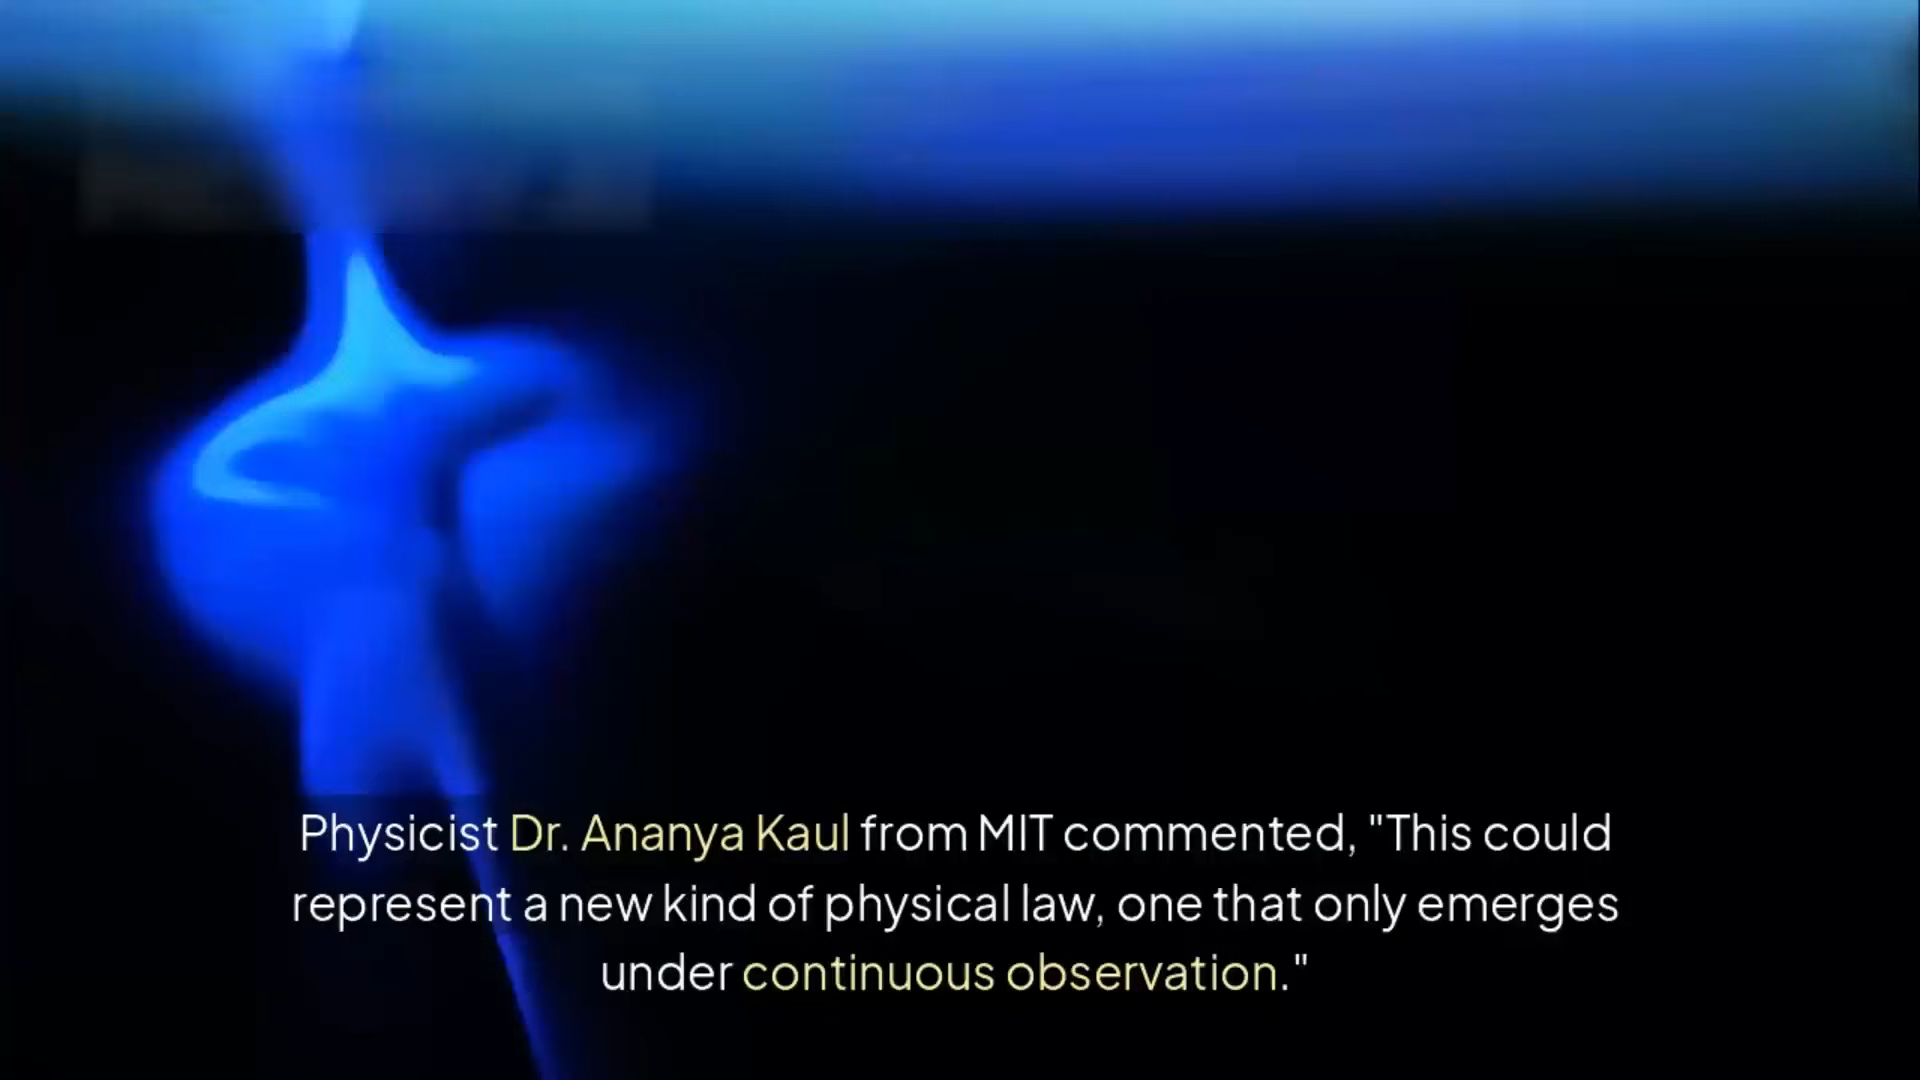 Physicist Dr. Ananya Kaul from MIT commented, "This could
represent a new kind of physical law, one that only emerges
under continuous observation."